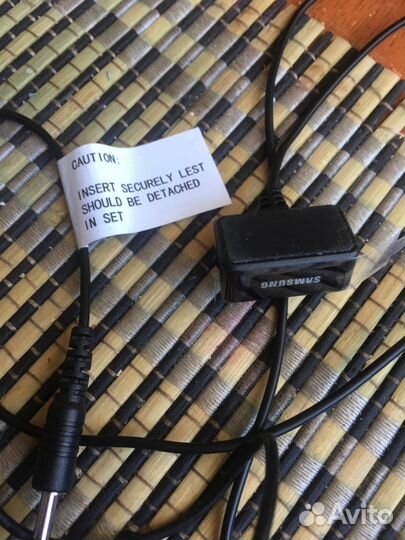 CAUTION:
INSERT SECURELY LEST
SHOULD BE DETACHED
IN SET
SAMSUNG
Avito